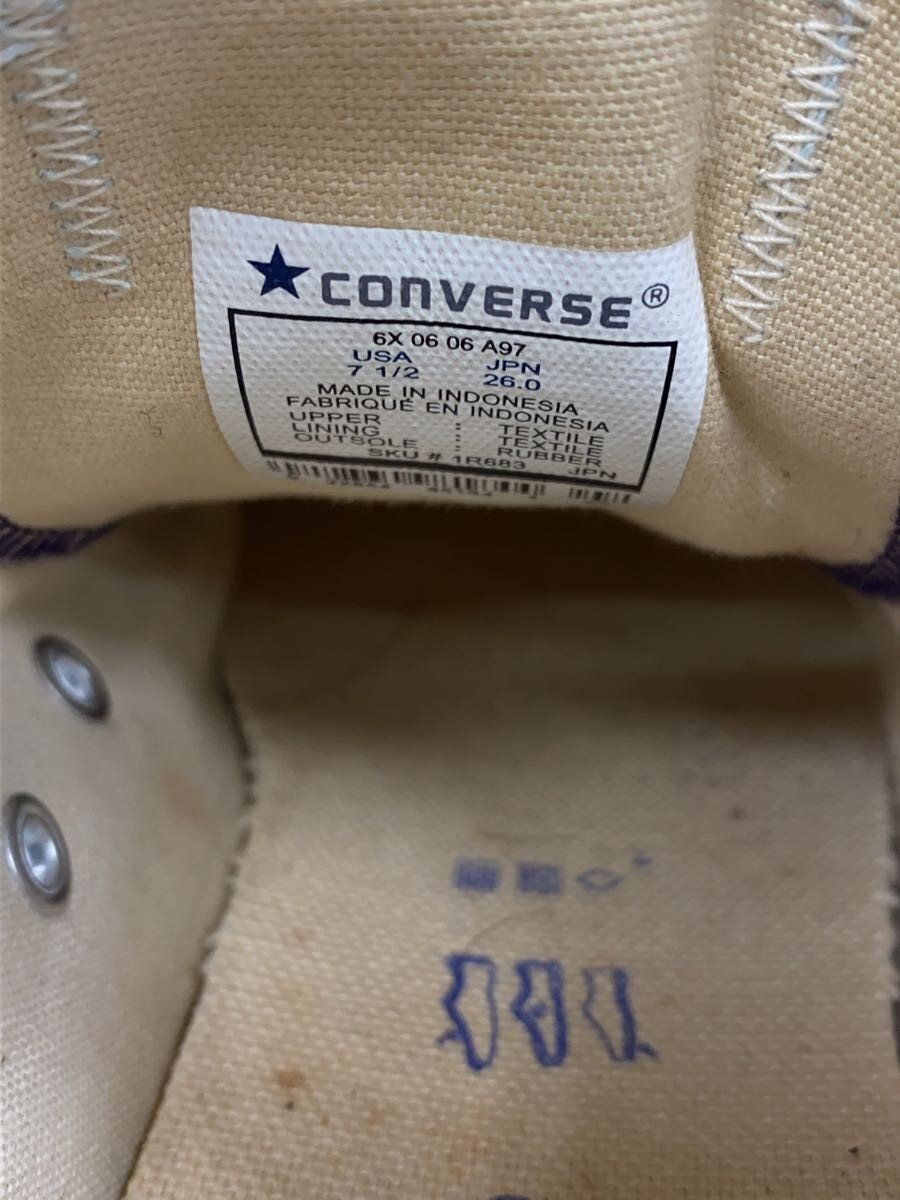 ★CONVERSE®
6X 06 06 A97
USA JPN
7 1/2 26.0
MADE IN INDONESIA
FABRIQUÉ EN INDONESIA
UPPER " TEXTILE
LINING " TEXTILE
OUTSOLE " RUBBER
SKU # 1R683 JPN